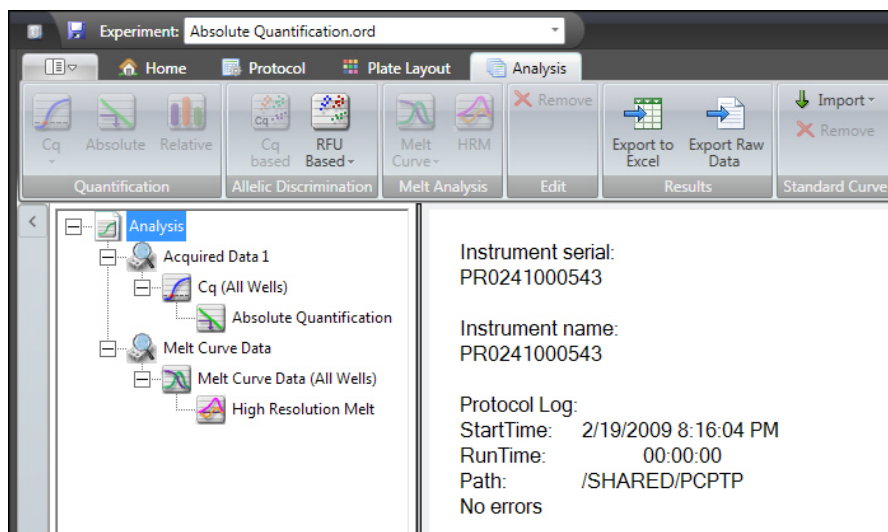 Experiment: Absolute Quantification.ord
Home Protocol Plate Layout Analysis
Cq Absolute Relative
Quantification
Cq based RFU Based
Allelic Discrimination
Melt Curve HRM
Melt Analysis
Remove
Edit
Export to Excel Export Raw Data
Results
Import
Remove
Standard Curve
Analysis
Acquired Data 1
Cq (All Wells)
Absolute Quantification
Melt Curve Data
Melt Curve Data (All Wells)
High Resolution Melt
Instrument serial:
PR0241000543
Instrument name:
PR0241000543
Protocol Log:
StartTime: 2/19/2009 8:16:04 PM
RunTime: 00:00:00
Path: /SHARED/PCPTP
No errors